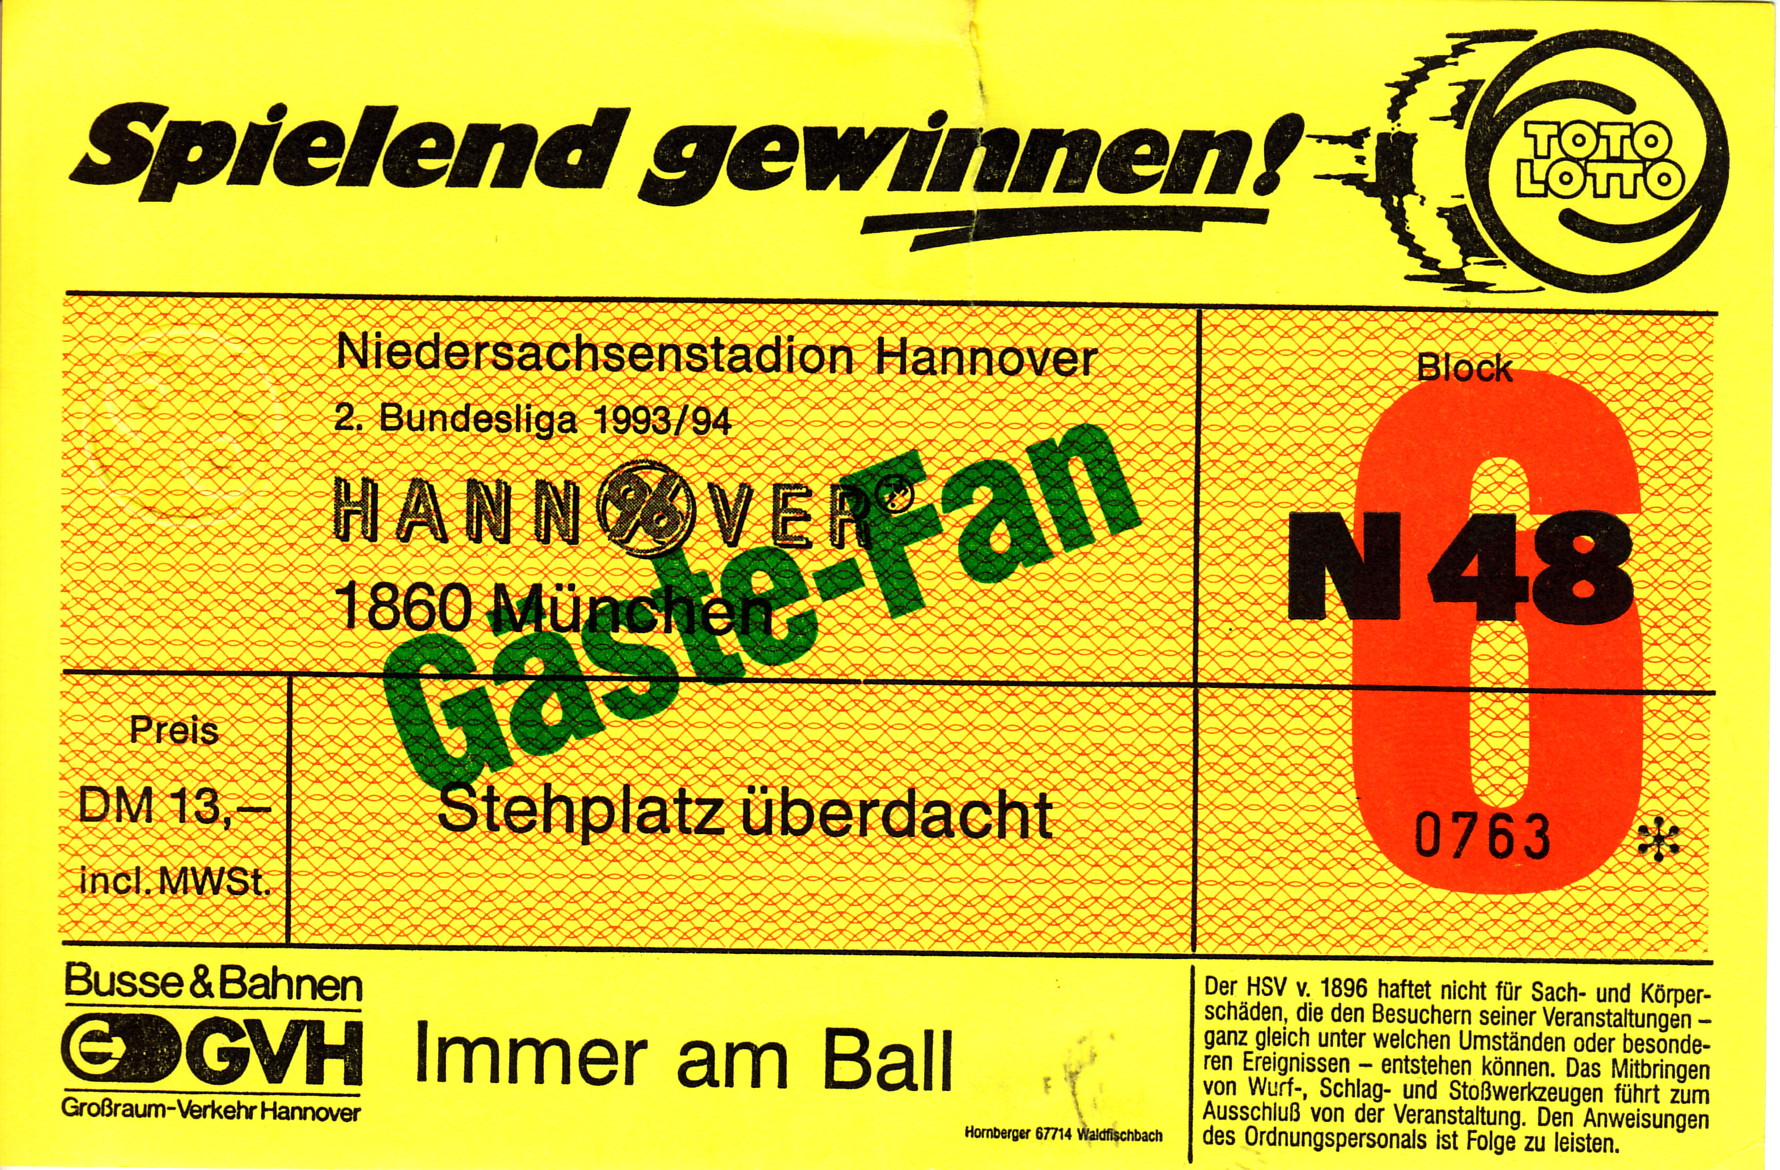 Spielend gewinnen!
TOTO
LOTTO
Niedersachsenstadion Hannover
2. Bundesliga 1993/94
HANN96VER
1860 München
Gäste-Fan
Block
6
N 48
Preis
DM 13,—
incl. MWSt.
Stehplatz überdacht
0763 *
Busse & Bahnen
GVH
Großraum-Verkehr Hannover
Immer am Ball
Hornberger 67714 Waldfischbach
Der HSV v. 1896 haftet nicht für Sach- und Körper-
schäden, die den Besuchern seiner Veranstaltungen –
ganz gleich unter welchen Umständen oder besonde-
ren Ereignissen – entstehen können. Das Mitbringen
von Wurf-, Schlag- und Stoßwerkzeugen führt zum
Ausschluß von der Veranstaltung. Den Anweisungen
des Ordnungspersonals ist Folge zu leisten.